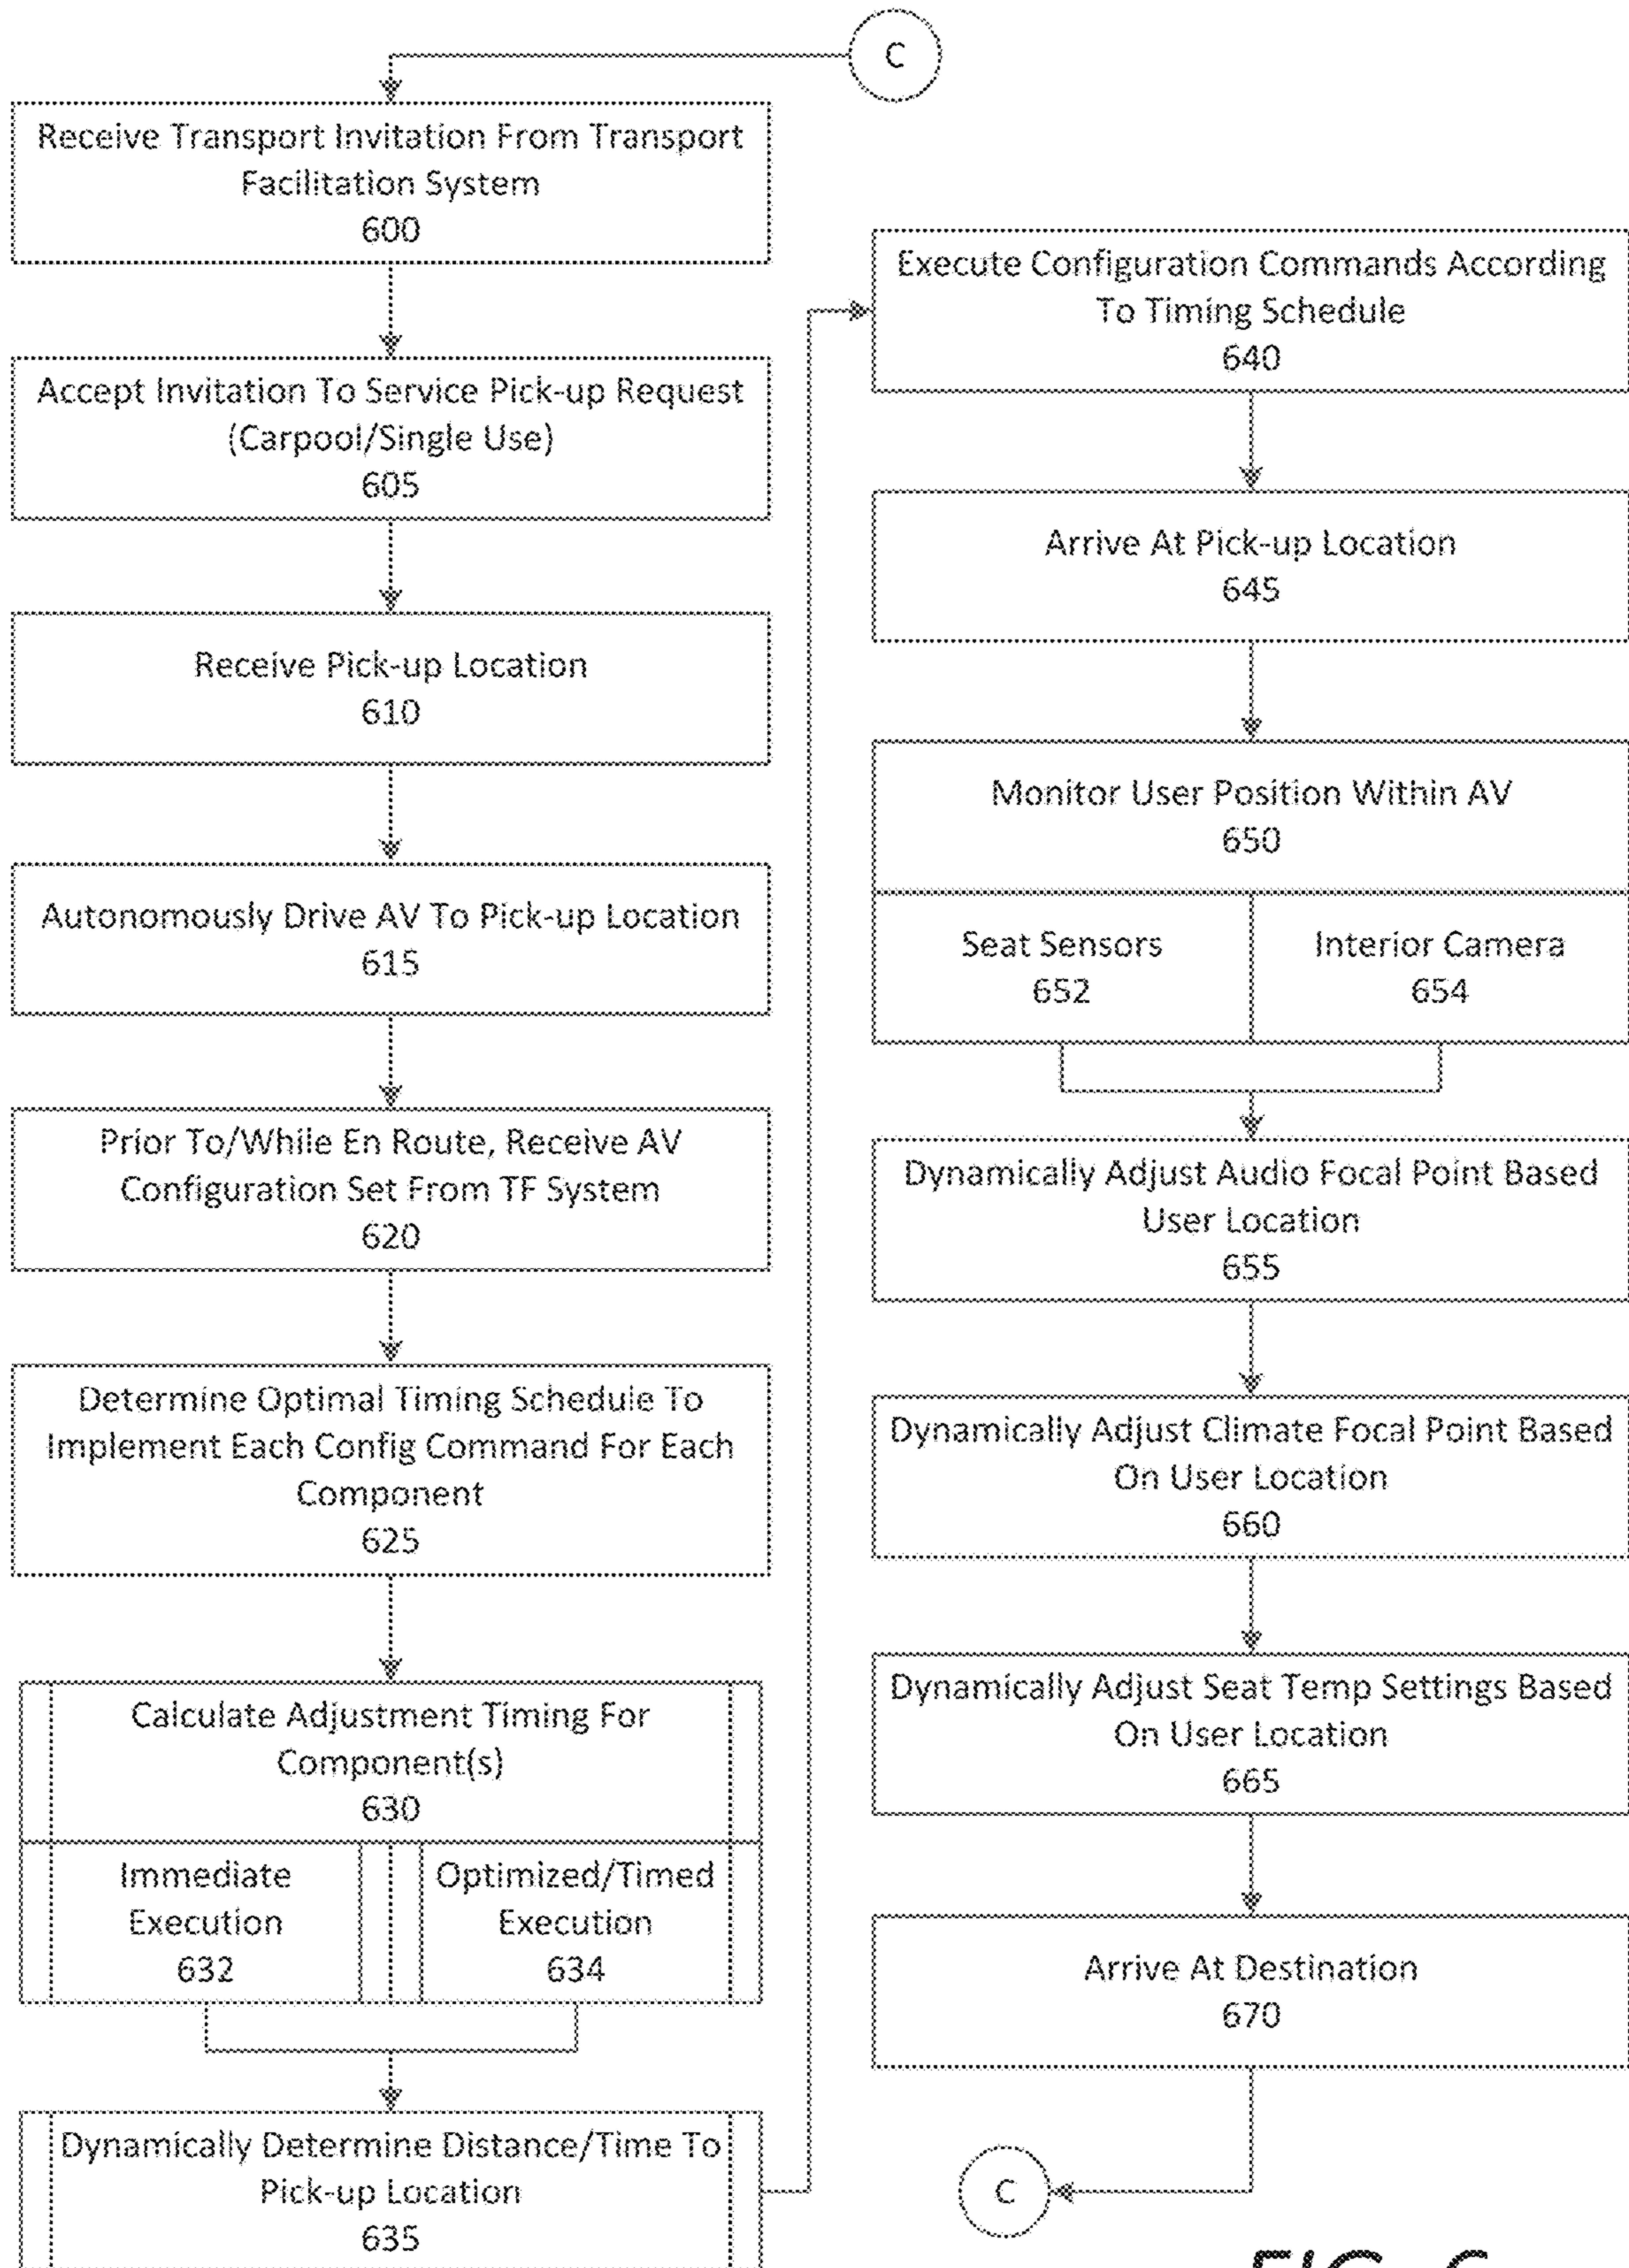 C
Receive Transport Invitation From Transport
Facilitation System
600
Accept Invitation To Service Pick-up Request
(Carpool/Single Use)
605
Receive Pick-up Location
610
Autonomously Drive AV To Pick-up Location
615
Prior To/While En Route, Receive AV
Configuration Set From TF System
620
Determine Optimal Timing Schedule To
Implement Each Config Command For Each
Component
625
Calculate Adjustment Timing For
Component(s)
630
Immediate
Execution
632
Optimized/Timed
Execution
634
Dynamically Determine Distance/Time To
Pick-up Location
635
Execute Configuration Commands According
To Timing Schedule
640
Arrive At Pick-up Location
645
Monitor User Position Within AV
650
Seat Sensors
652
Interior Camera
654
Dynamically Adjust Audio Focal Point Based
User Location
655
Dynamically Adjust Climate Focal Point Based
On User Location
660
Dynamically Adjust Seat Temp Settings Based
On User Location
665
Arrive At Destination
670
C
FIG. 6